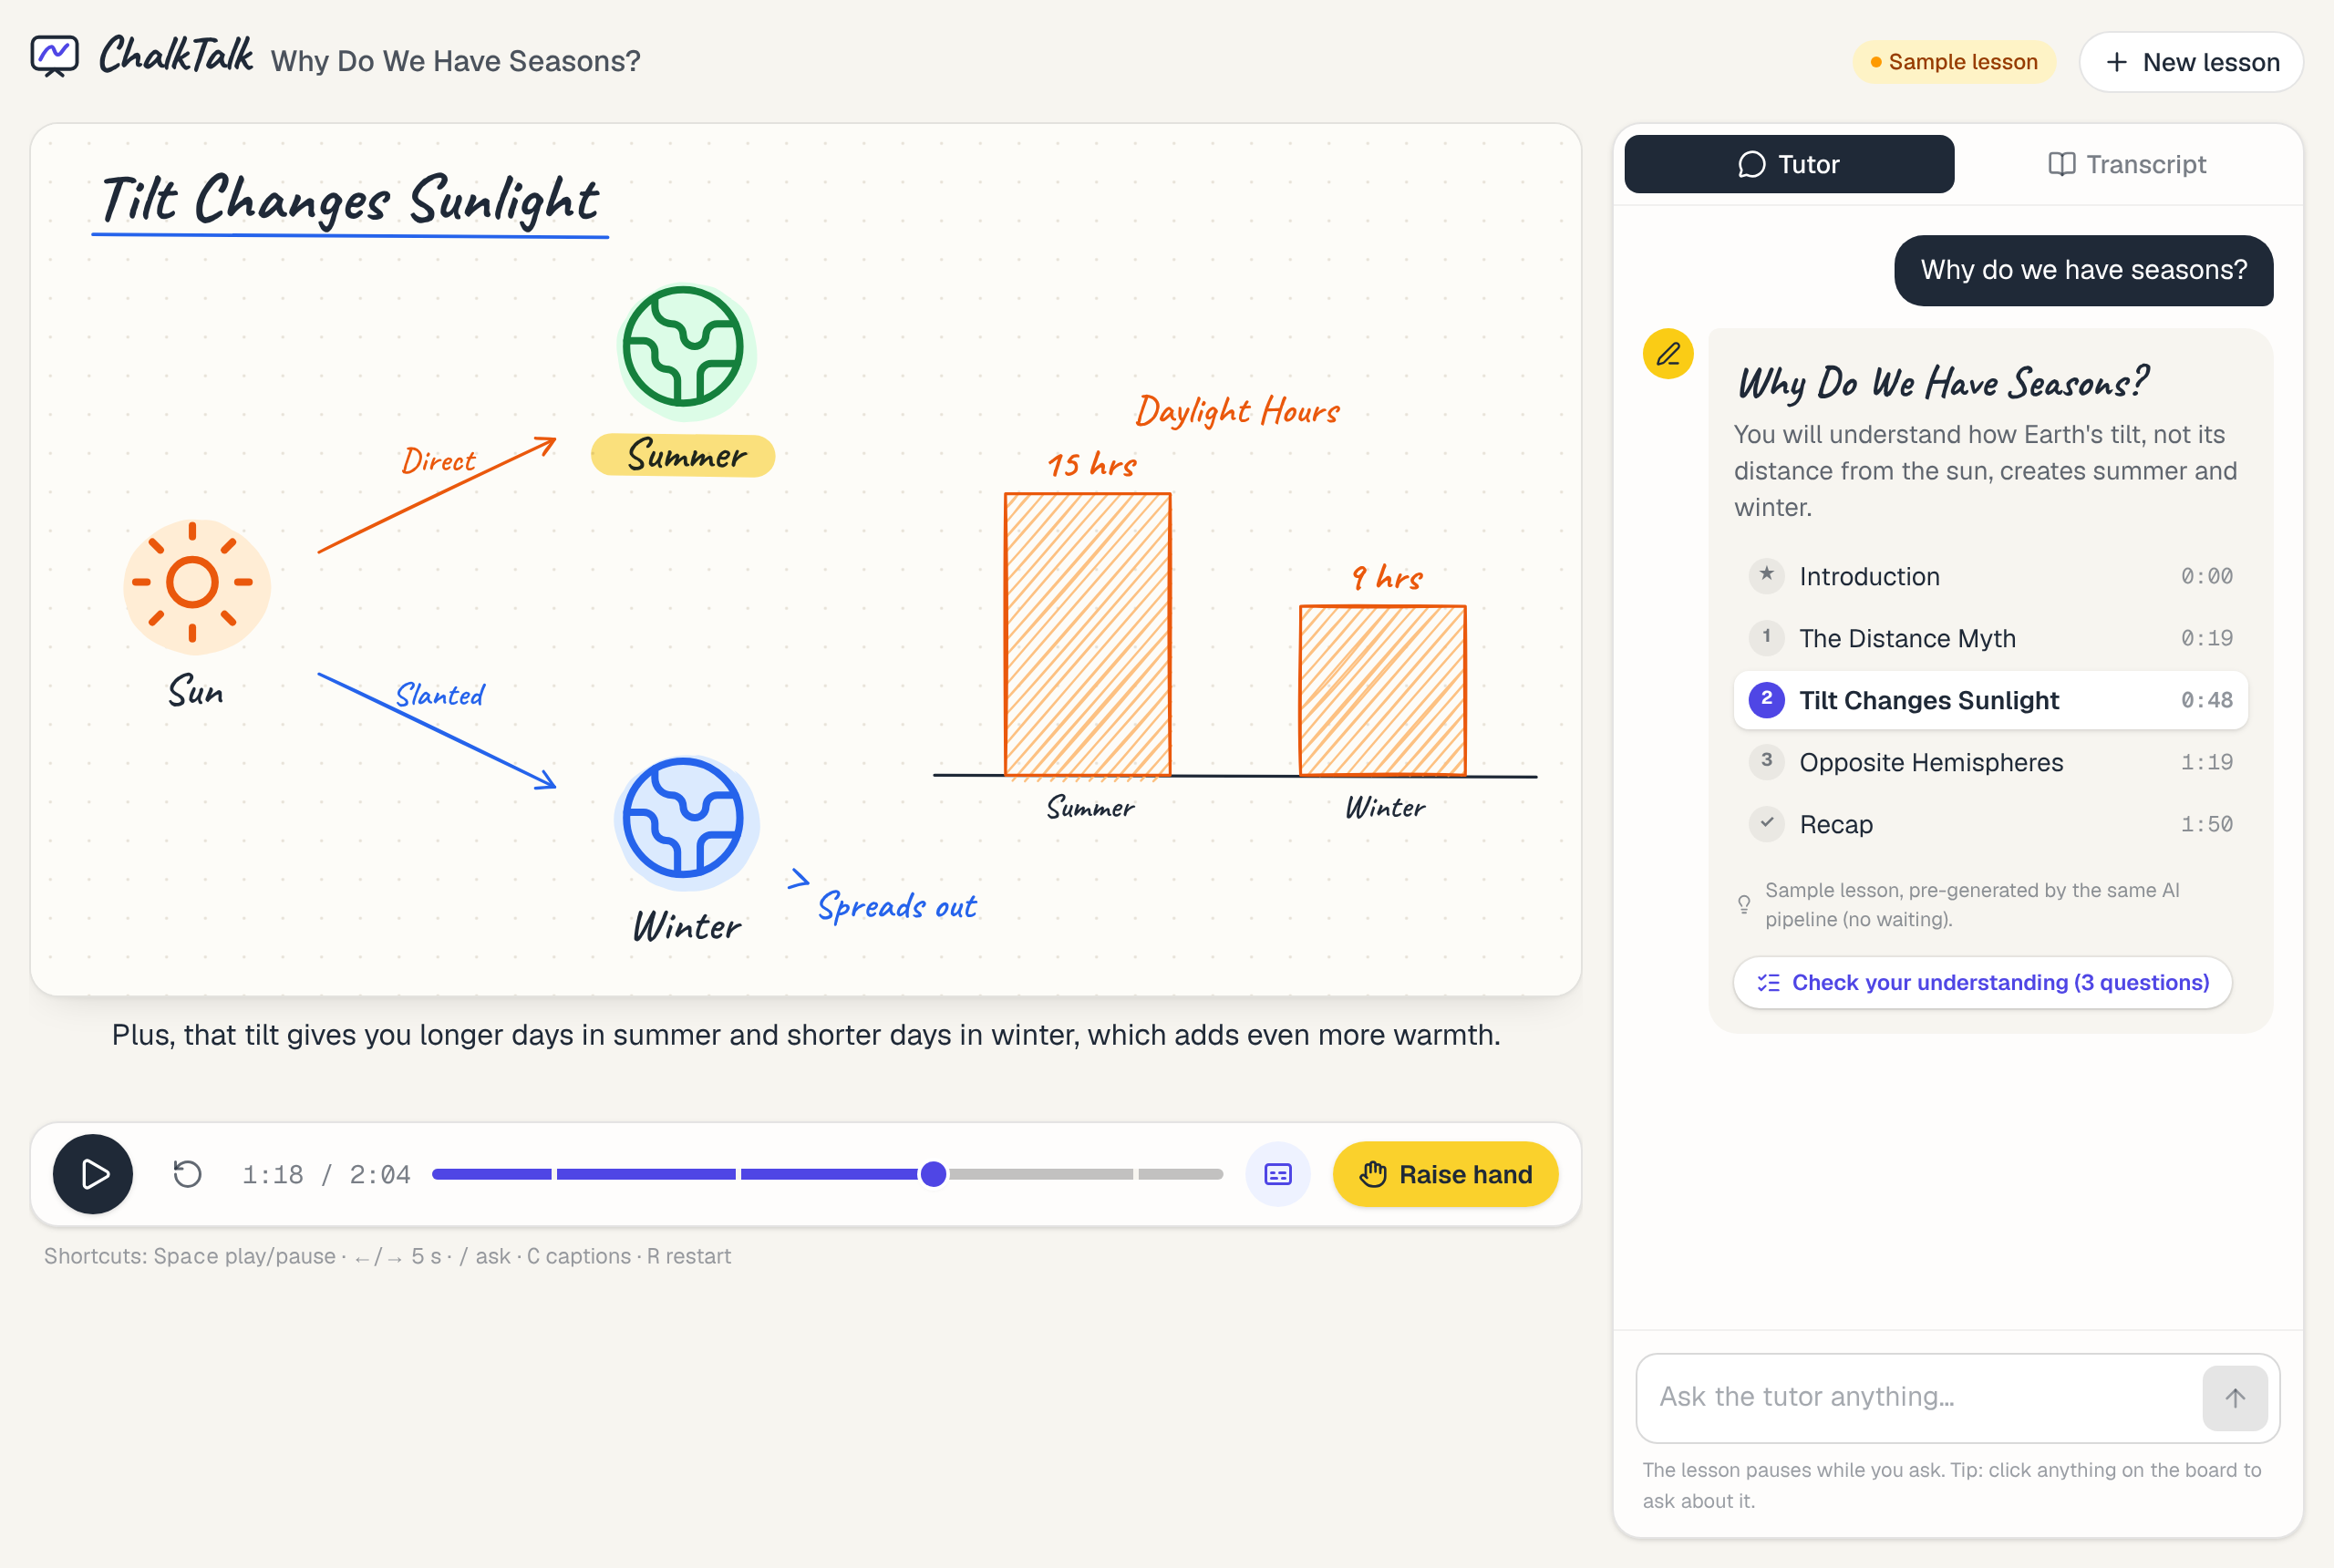 ChalkTalk Why Do We Have Seasons?
Sample lesson
New lesson
Tilt Changes Sunlight
Direct
Summer
Sun
Slanted
Winter
Spreads out
Daylight Hours
15 hrs
9 hrs
Summer
Winter
Plus, that tilt gives you longer days in summer and shorter days in winter, which adds even more warmth.
1:18 / 2:04
Raise hand
Shortcuts: Space play/pause · ←/→ 5 s · / ask · C captions · R restart
Tutor
Transcript
Why do we have seasons?
Why Do We Have Seasons?
You will understand how Earth's tilt, not its
distance from the sun, creates summer and
winter.
Introduction 0:00
1 The Distance Myth 0:19
2 Tilt Changes Sunlight 0:48
3 Opposite Hemispheres 1:19
Recap 1:50
Sample lesson, pre-generated by the same AI
pipeline (no waiting).
Check your understanding (3 questions)
Ask the tutor anything…
The lesson pauses while you ask. Tip: click anything on the board to
ask about it.